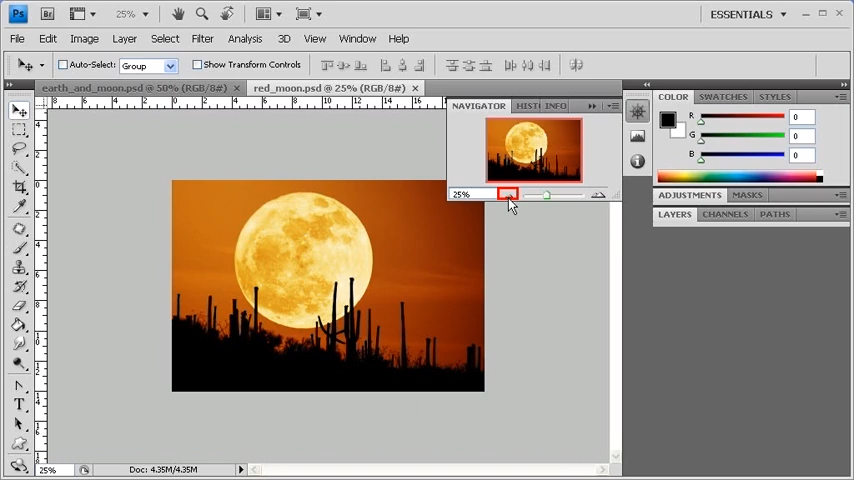 Ps Br 25% ESSENTIALS
File Edit Image Layer Select Filter Analysis 3D View Window Help
Auto-Select: Group Show Transform Controls
earth_and_moon.psd @ 50% (RGB/8#) × red_moon.psd @ 25% (RGB/8#) ×
NAVIGATOR HIST INFO
25%
COLOR SWATCHES STYLES
R 0
G 0
B 0
ADJUSTMENTS MASKS
LAYERS CHANNELS PATHS
25% Doc: 4.35M/4.35M